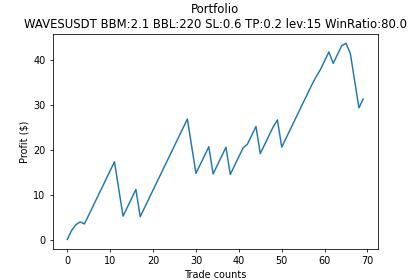 Portfolio
WAVESUSDT BBM:2.1 BBL:220 SL:0.6 TP:0.2 lev:15 WinRatio:80.0
Profit ($)
40
30
20
10
0
0 10 20 30 40 50 60 70
Trade counts